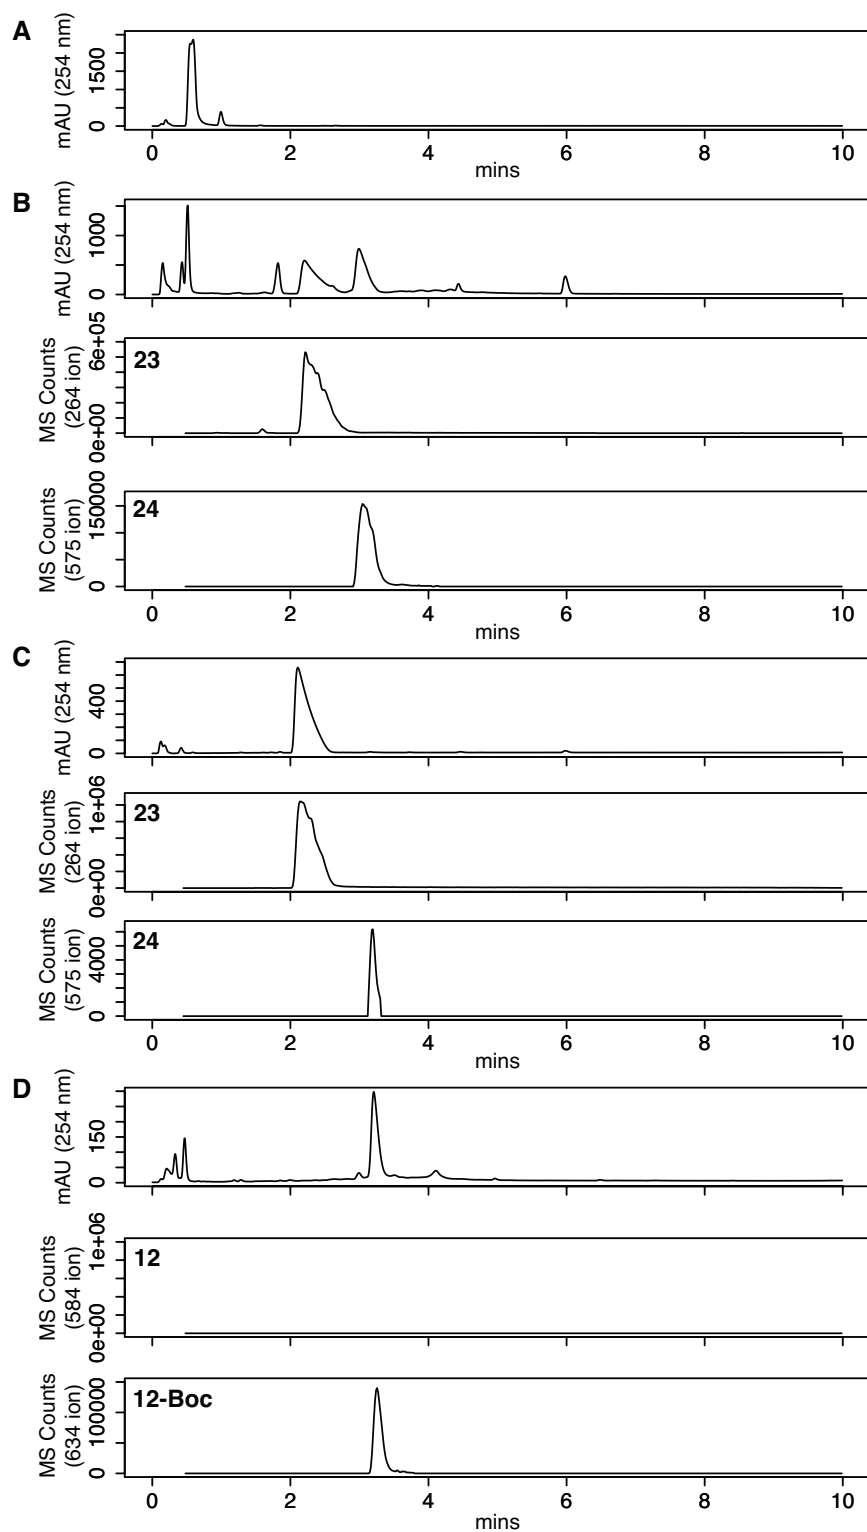 A
mAU (254 nm)
0 1500
0 2 4 6 8 10
mins
B
mAU (254 nm)
0 1000
23
MS Counts
(264 ion)
0e+00 6e+05
24
MS Counts
(575 ion)
0 150000
0 2 4 6 8 10
mins
C
mAU (254 nm)
0 400
23
MS Counts
(264 ion)
0e+00 1e+06
24
MS Counts
(575 ion)
0 4000
0 2 4 6 8 10
mins
D
mAU (254 nm)
0 150
12
MS Counts
(584 ion)
0e+00 1e+06
12-Boc
MS Counts
(634 ion)
0 100000
0 2 4 6 8 10
mins